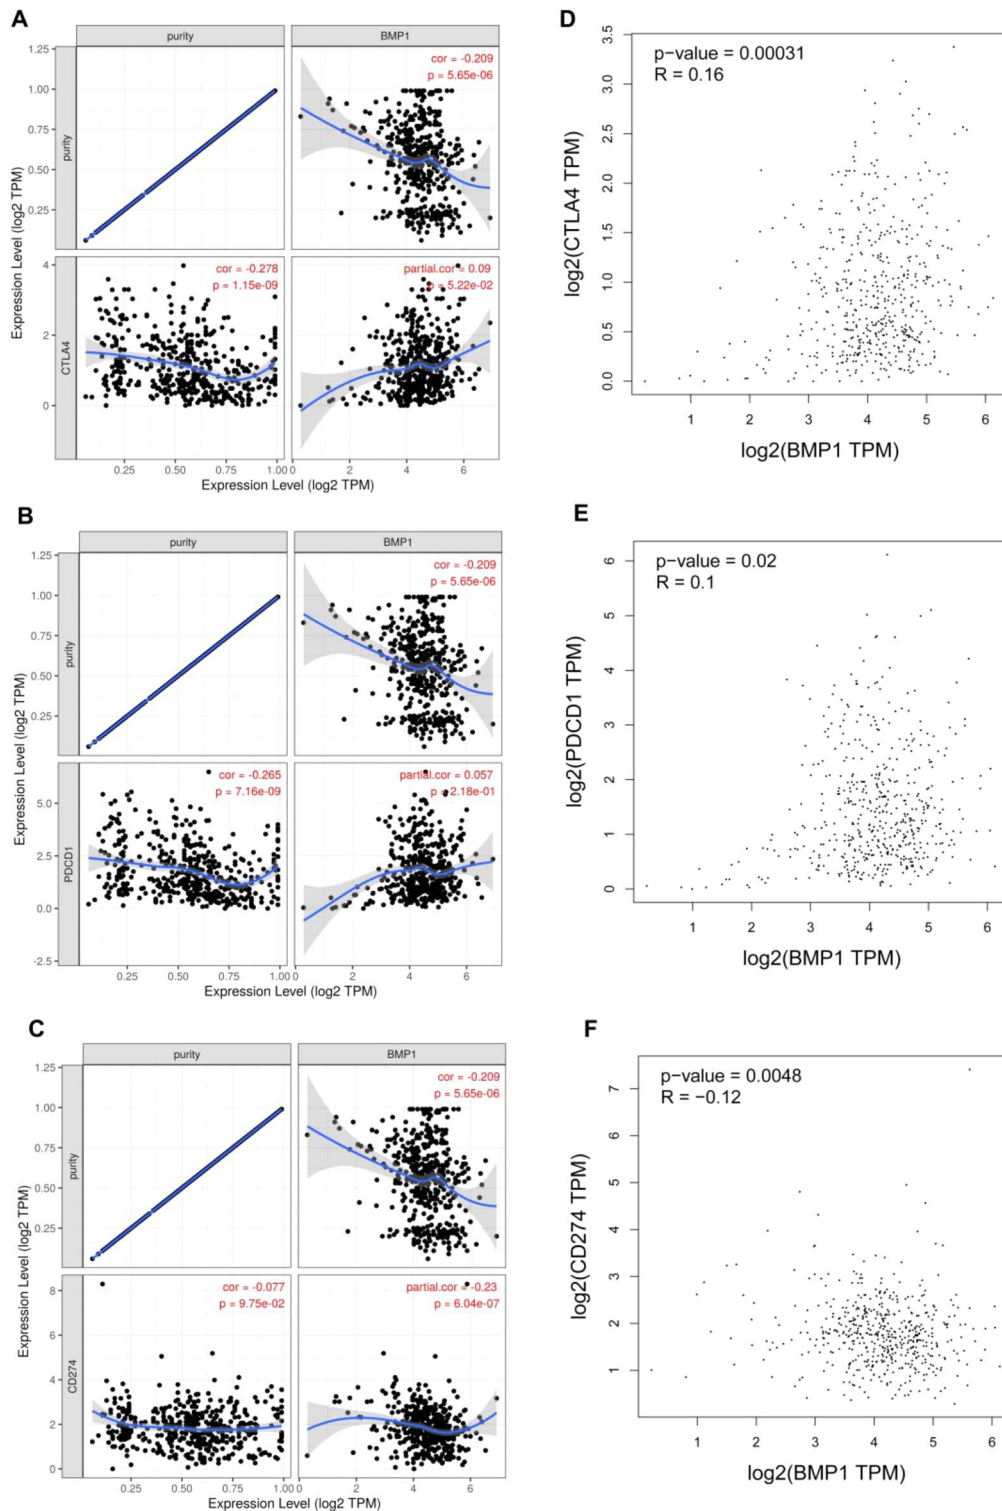 A
purity
BMP1
1.25
1.00
0.75
0.50
0.25
purity
cor = -0.209
p = 5.65e-06
4
2
0
CTLA4
cor = -0.278
p = 1.15e-09
partial.cor = 0.09
p = 5.22e-02
Expression Level (log2 TPM)
0.25 0.50 0.75 1.00 0 2 4 6
Expression Level (log2 TPM)
D
p-value = 0.00031
R = 0.16
3.5
3.0
2.5
2.0
1.5
1.0
0.5
0.0
log2(CTLA4 TPM)
1 2 3 4 5 6
log2(BMP1 TPM)
B
purity
BMP1
1.25
1.00
0.75
0.50
0.25
purity
cor = -0.209
p = 5.65e-06
5.0
2.5
0.0
-2.5
PDCD1
cor = -0.265
p = 7.16e-09
partial.cor = 0.057
p = 2.18e-01
Expression Level (log2 TPM)
0.25 0.50 0.75 1.00 0 2 4 6
Expression Level (log2 TPM)
E
p-value = 0.02
R = 0.1
6
5
4
3
2
1
0
log2(PDCD1 TPM)
1 2 3 4 5 6
log2(BMP1 TPM)
C
purity
BMP1
1.25
1.00
0.75
0.50
0.25
purity
cor = -0.209
p = 5.65e-06
8
6
4
2
0
CD274
cor = -0.077
p = 9.75e-02
partial.cor = -0.23
p = 6.04e-07
Expression Level (log2 TPM)
0.25 0.50 0.75 1.00 0 2 4 6
Expression Level (log2 TPM)
F
p-value = 0.0048
R = −0.12
7
6
5
4
3
2
1
log2(CD274 TPM)
1 2 3 4 5 6
log2(BMP1 TPM)